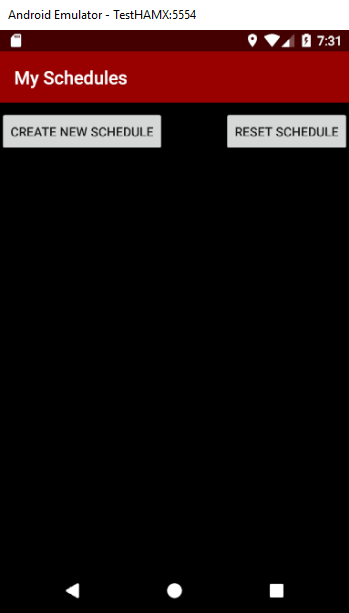 Android Emulator - TestHAMX:5554
7:31
My Schedules
CREATE NEW SCHEDULE RESET SCHEDULE